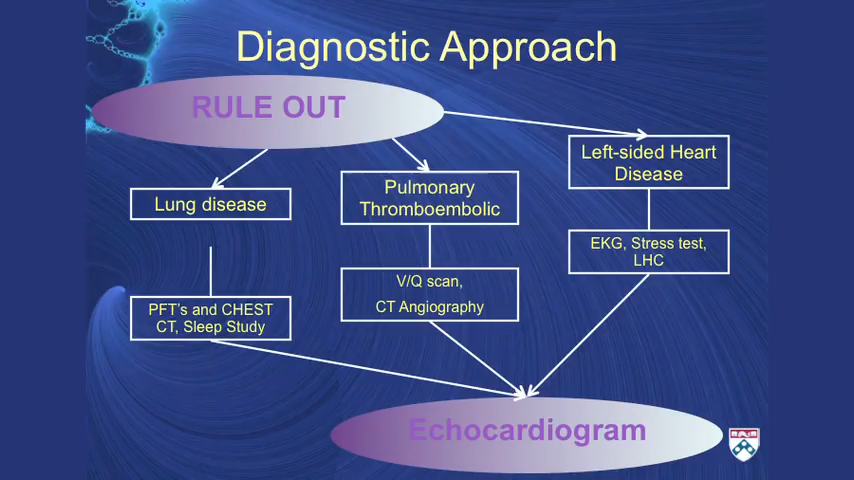 Diagnostic Approach
RULE OUT
Left-sided Heart
Disease
Lung disease
Pulmonary
Thromboembolic
EKG, Stress test,
LHC
V/Q scan,
CT Angiography
PFT's and CHEST
CT, Sleep Study
Echocardiogram